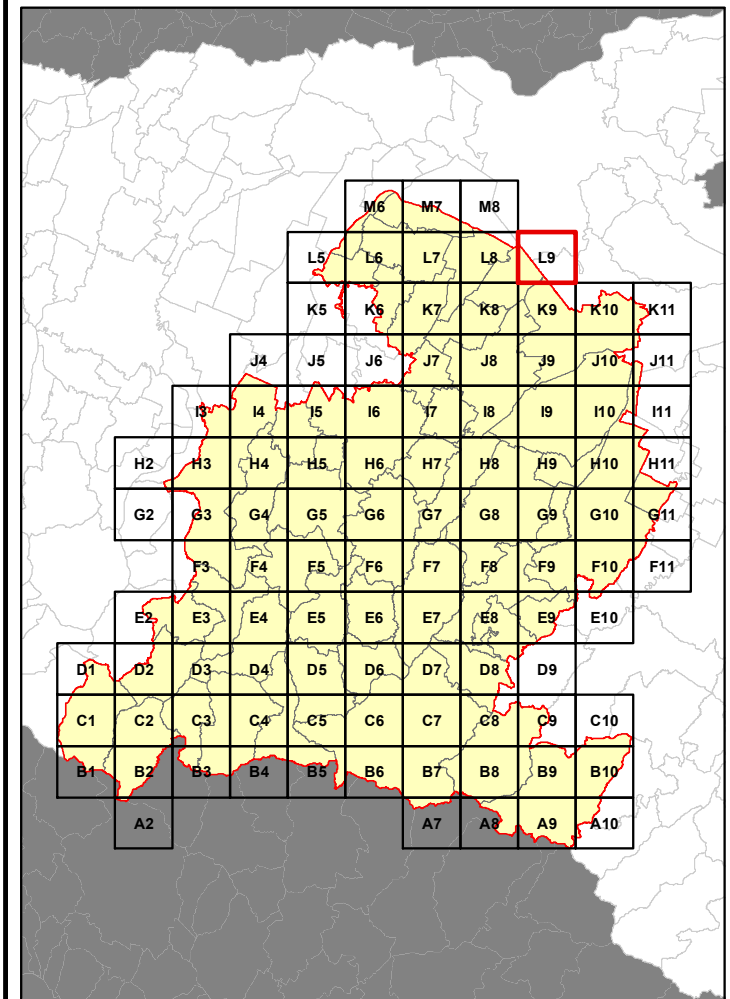 M6 M7 M8
L5 L6 L7 L8 L9
K5 K6 K7 K8 K9 K10 K11
J4 J5 J6 J7 J8 J9 J10 J11
I3 I4 I5 I6 I7 I8 I9 I10 I11
H2 H3 H4 H5 H6 H7 H8 H9 H10 H11
G2 G3 G4 G5 G6 G7 G8 G9 G10 G11
F3 F4 F5 F6 F7 F8 F9 F10 F11
E2 E3 E4 E5 E6 E7 E8 E9 E10
D1 D2 D3 D4 D5 D6 D7 D8 D9
C1 C2 C3 C4 C5 C6 C7 C8 C9 C10
B1 B2 B3 B4 B5 B6 B7 B8 B9 B10
A2 A7 A8 A9 A10